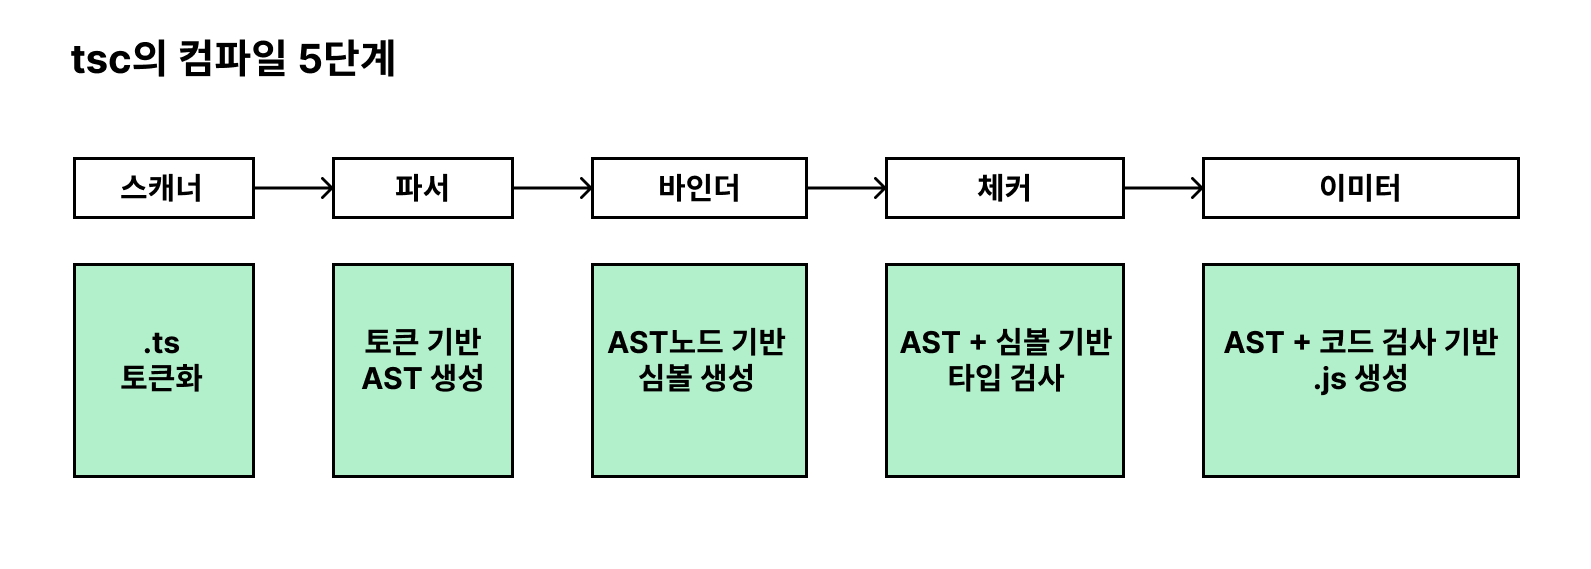 tsc의 컴파일 5단계
스캐너
파서
바인더
체커
이미터
.ts
토큰화
토큰 기반
AST 생성
AST노드 기반
심볼 생성
AST + 심볼 기반
타입 검사
AST + 코드 검사 기반
.js 생성